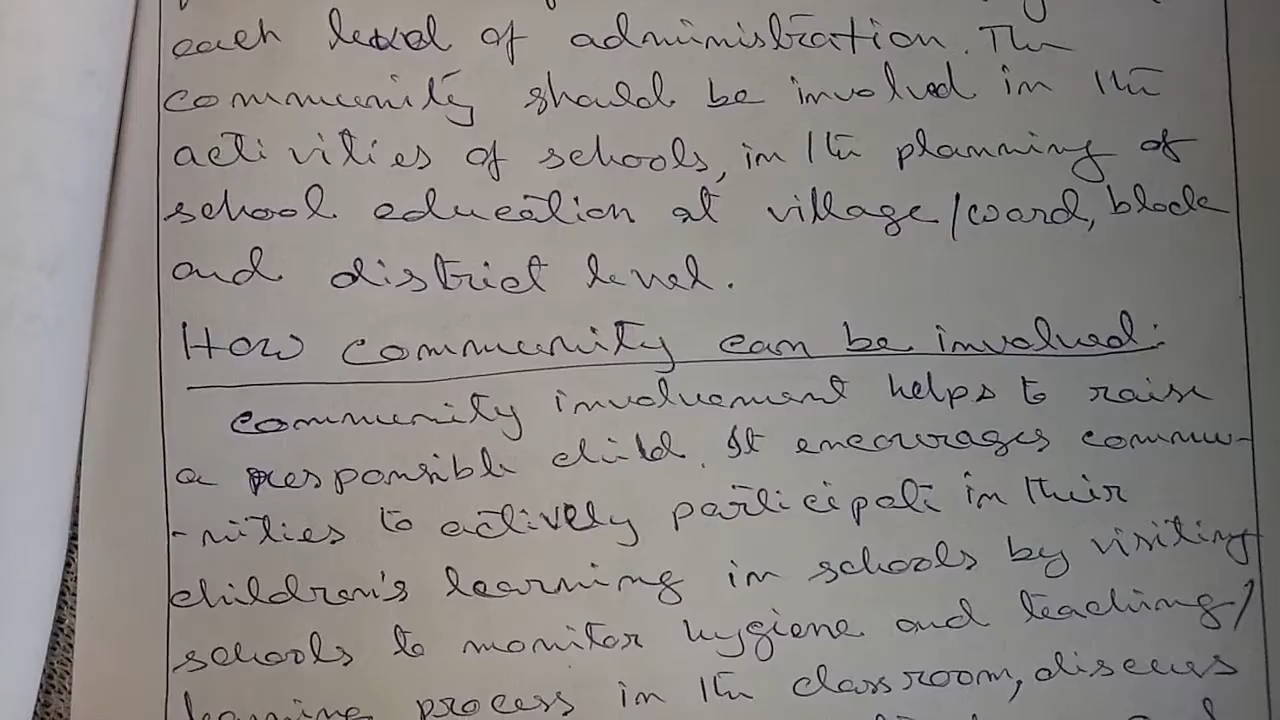 each level of administration. The
community should be involved in the
activities of schools, in the planning of
school education at village/ward, block
and district level.
How community can be involved:
community involvement helps to raise
a responsible child. It encourages commu-
-nities to actively participate in their
children's learning in schools by visiting
schools to monitor hygiene and teaching/
learning process in the classroom, discuss